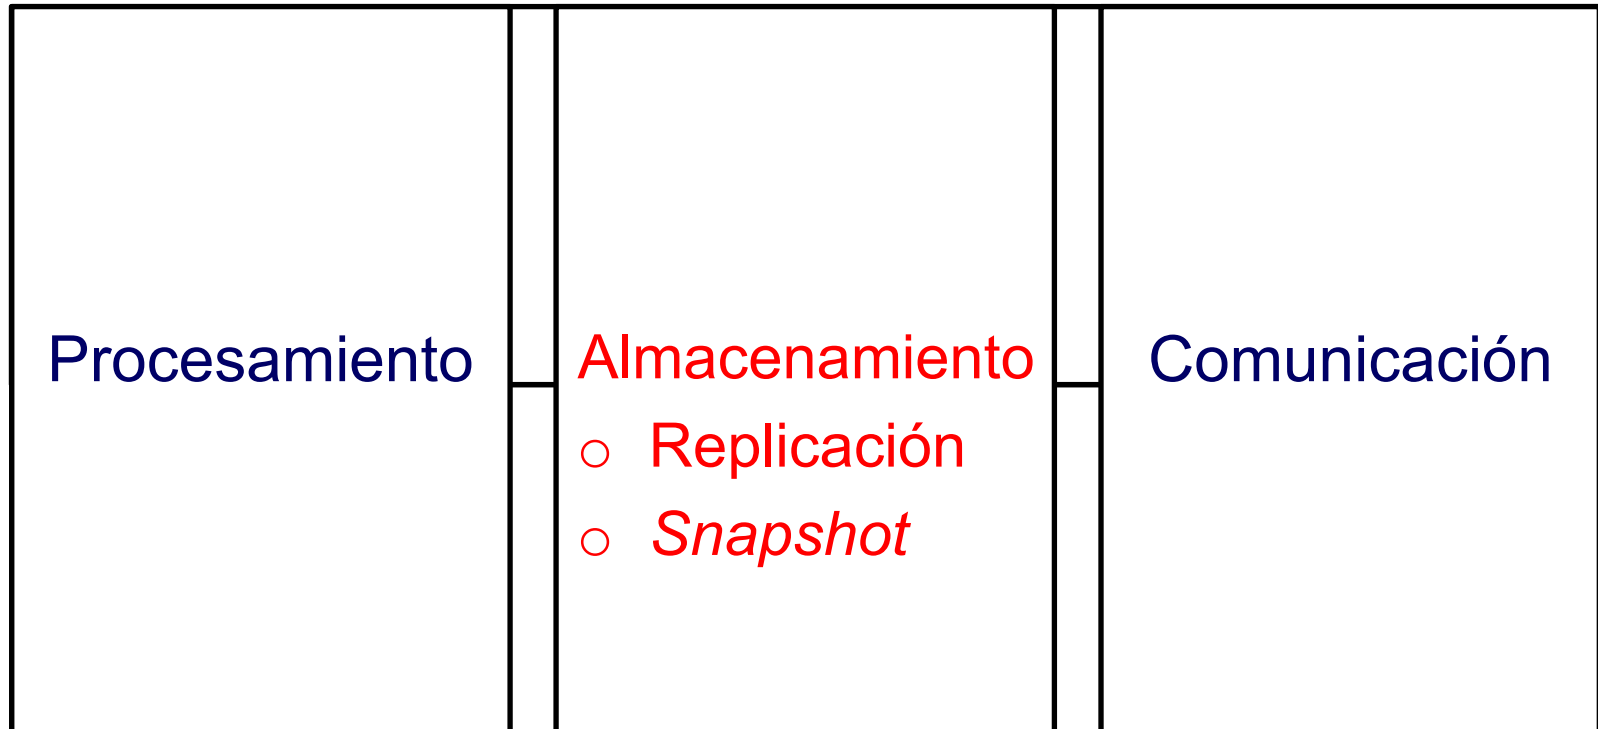 Procesamiento
Almacenamiento
o Replicación
o Snapshot
Comunicación